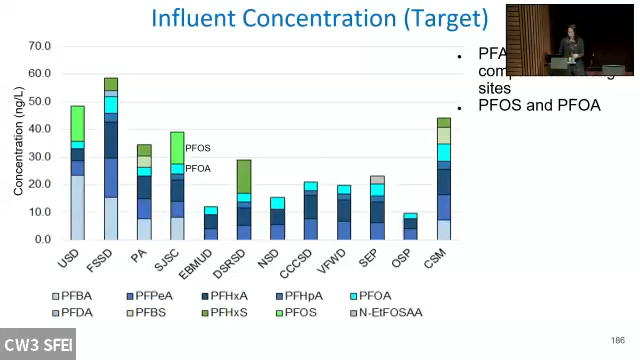 Influent Concentration (Target)
70.0
60.0
50.0
40.0
30.0
20.0
10.0
0.0
Concentration (ng/L)
PFOS
PFOA
USD
FSSD
PA
SJSC
EBMUD
DSRSD
NSD
CCCSD
VFWD
SEP
OSP
CSM
PFBA
PFPeA
PFHxA
PFHpA
PFOA
PFDA
PFBS
PFHxS
PFOS
N-EtFOSAA
sites
• PFOS and PFOA
CW3 SFEI
186